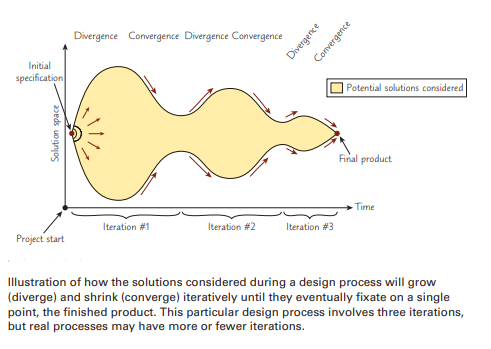 Divergence Convergence Divergence Convergence
Divergence
Convergence
Initial
specification
Potential solutions considered
Solution space
Final product
Time
Project start
Iteration #1
Iteration #2
Iteration #3
Illustration of how the solutions considered during a design process will grow
(diverge) and shrink (converge) iteratively until they eventually fixate on a single
point, the finished product. This particular design process involves three iterations,
but real processes may have more or fewer iterations.